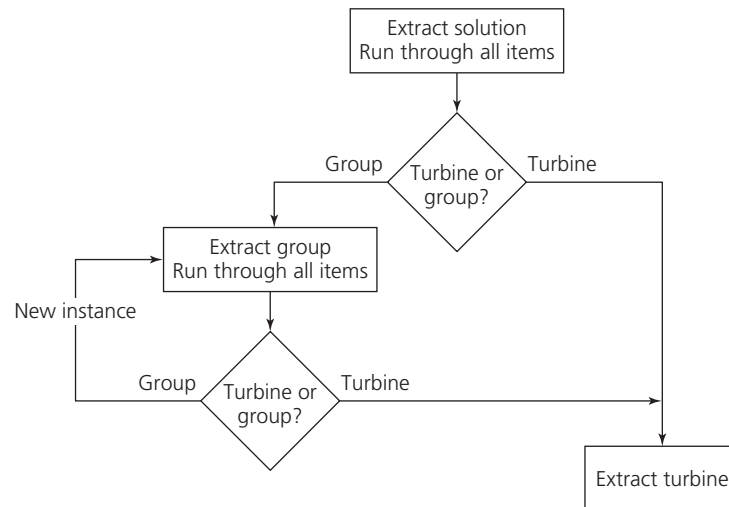 Extract solution
Run through all items
Group
Turbine
Turbine or
group?
Extract group
Run through all items
New instance
Group
Turbine
Turbine or
group?
Extract turbine